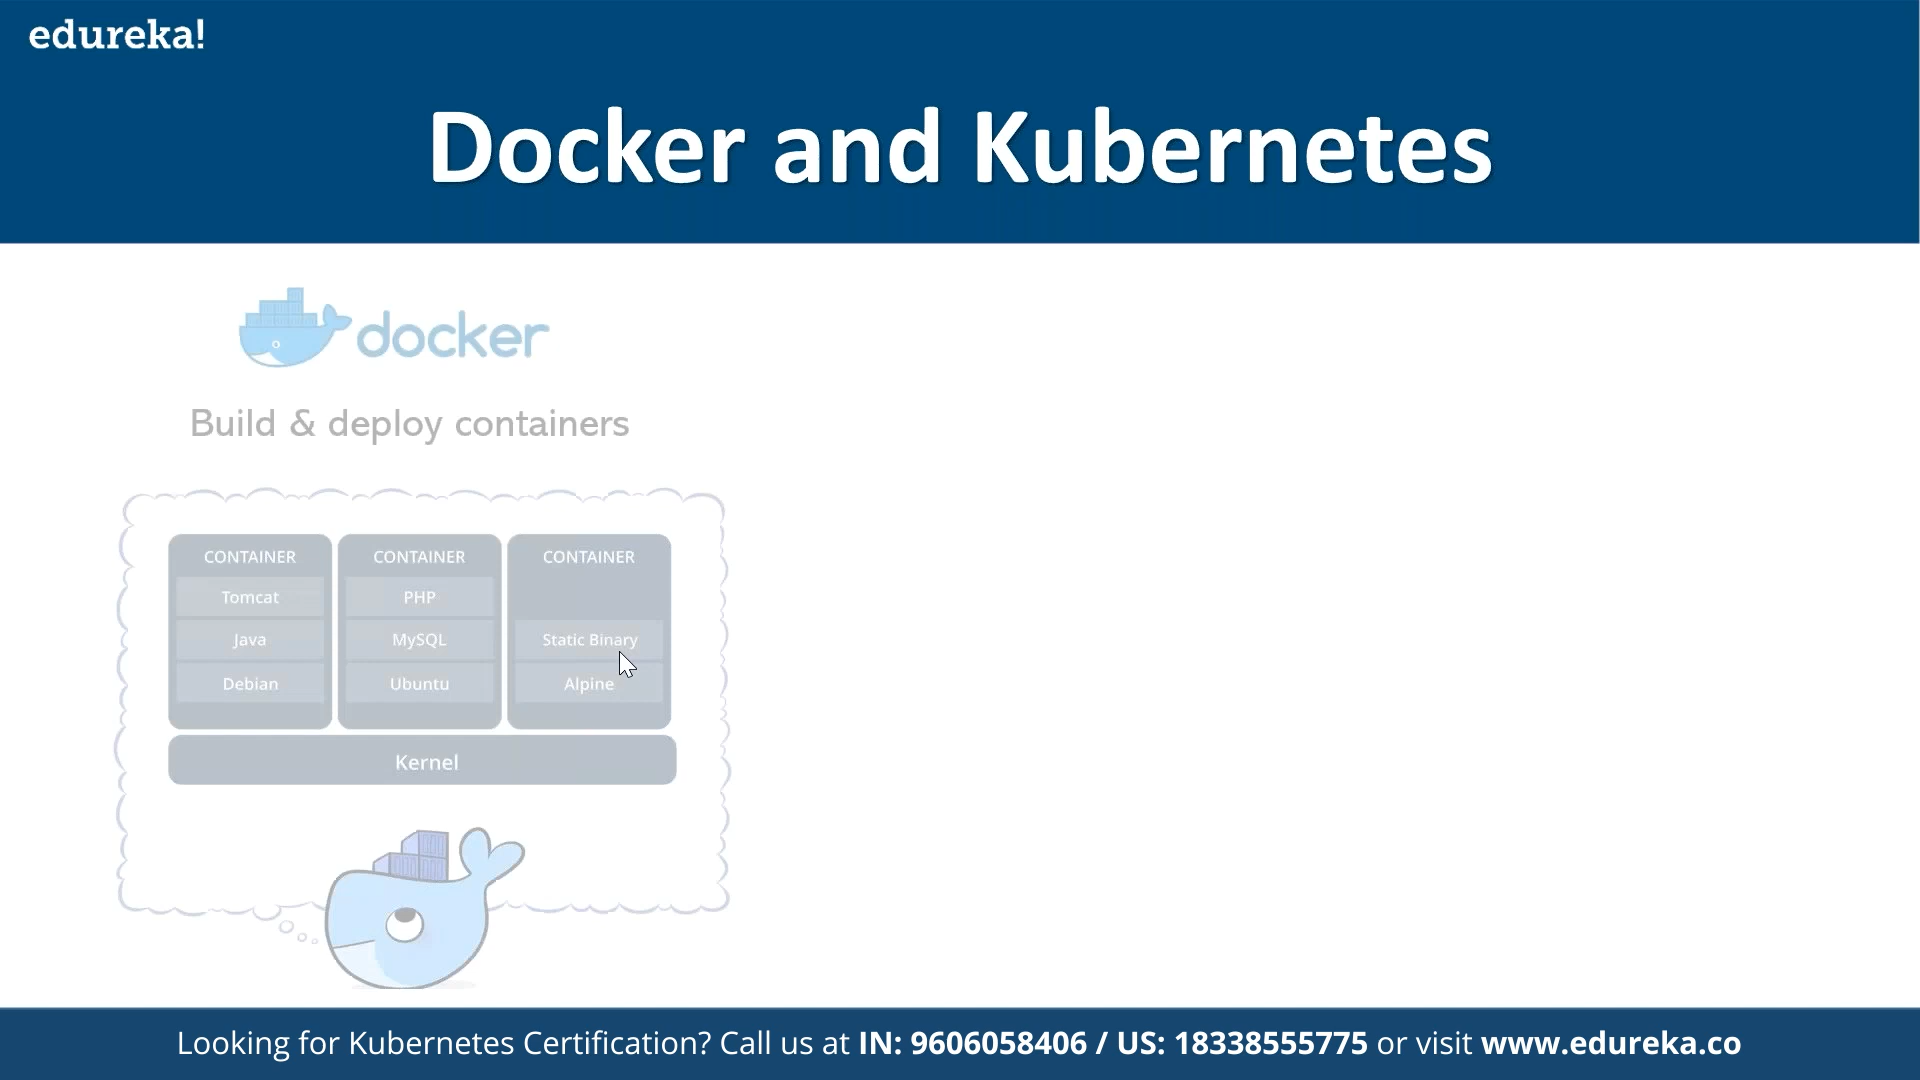 edureka!
Docker and Kubernetes
docker
Build & deploy containers
CONTAINER CONTAINER CONTAINER
Tomcat PHP
Java MySQL Static Binary
Debian Ubuntu Alpine
Kernel
Looking for Kubernetes Certification? Call us at IN: 9606058406 / US: 18338555775 or visit www.edureka.co